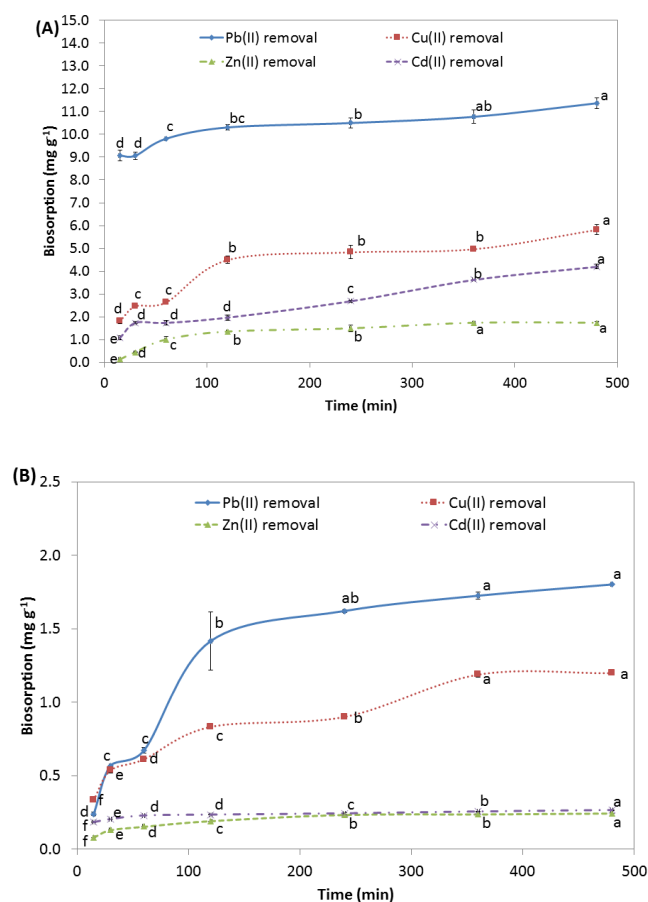 (A)
Pb(II) removal Cu(II) removal
Zn(II) removal Cd(II) removal
15.0
14.0
13.0
12.0
11.0
10.0
9.0
8.0
7.0
6.0
5.0
4.0
3.0
2.0
1.0
0.0
Biosorption (mg g-1)
d d c bc b ab a
d c c b b b a
e d d d c b a
e d c b b a a
0 100 200 300 400 500
Time (min)
(B)
Pb(II) removal Cu(II) removal
Zn(II) removal Cd(II) removal
2.5
2.0
1.5
1.0
0.5
0.0
Biosorption (mg g-1)
d c c b ab a a
f e d c b a a
f e d d c b a
f e d c b b a
0 100 200 300 400 500
Time (min)